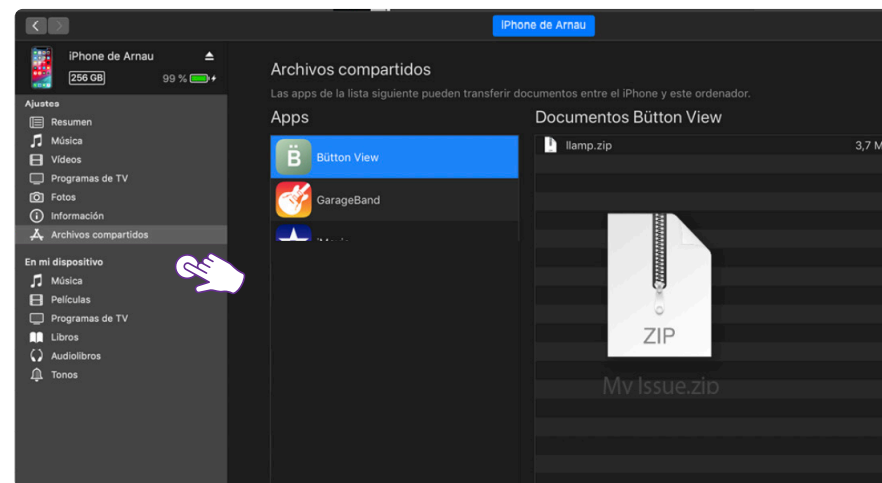 iPhone de Arnau
iPhone de Arnau
256 GB
99 %
Ajustes
Resumen
Música
Vídeos
Programas de TV
Fotos
Información
Archivos compartidos
En mi dispositivo
Música
Películas
Programas de TV
Libros
Audiolibros
Tonos
Archivos compartidos
Las apps de la lista siguiente pueden transferir documentos entre el iPhone y este ordenador.
Apps
B̈
Bütton View
GarageBand
Documentos Bütton View
llamp.zip
3,7 M
ZIP
My Issue.zip